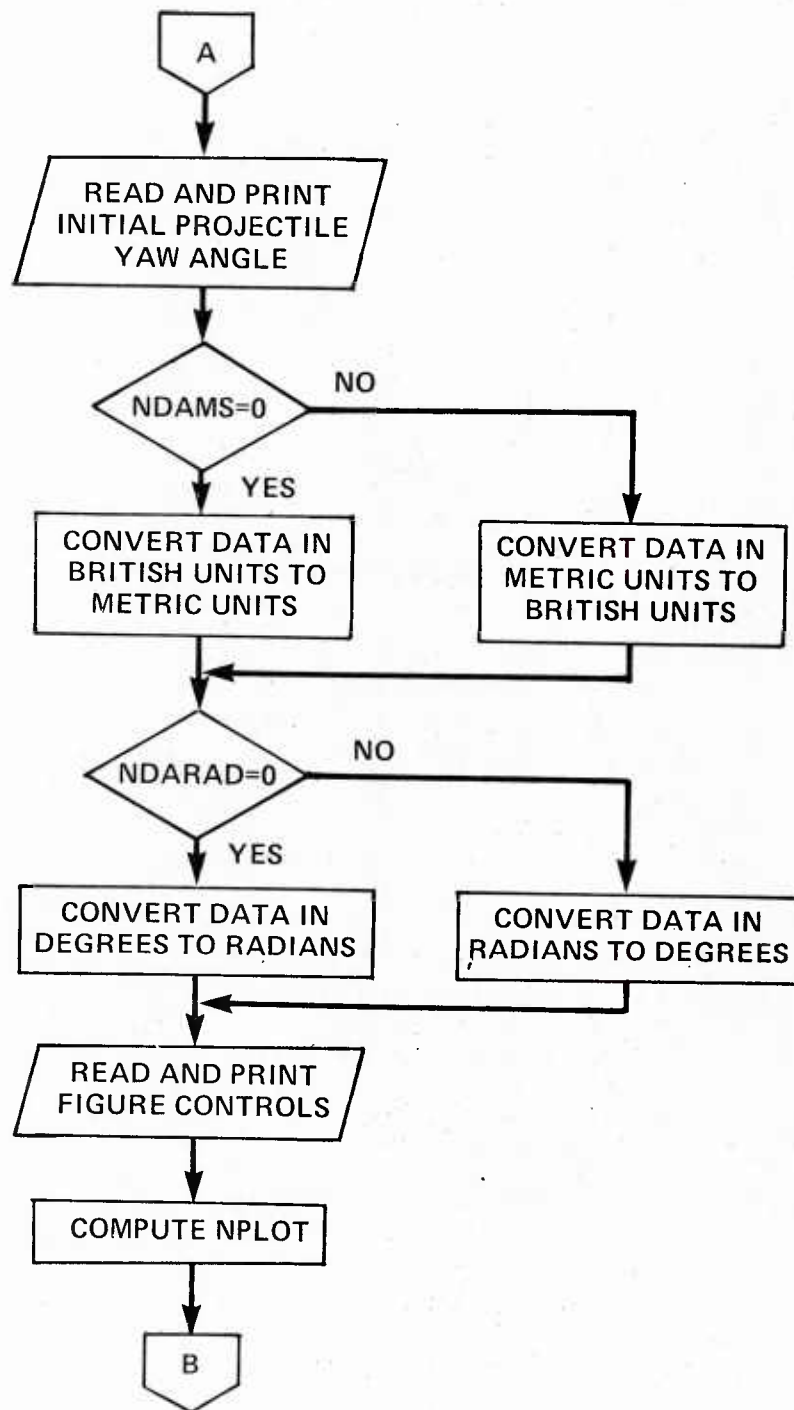 A
READ AND PRINT
INITIAL PROJECTILE
YAW ANGLE
NDAMS=0
NO
YES
CONVERT DATA IN
BRITISH UNITS TO
METRIC UNITS
CONVERT DATA IN
METRIC UNITS TO
BRITISH UNITS
NDARAD=0
NO
YES
CONVERT DATA IN
DEGREES TO RADIANS
CONVERT DATA IN
RADIANS TO DEGREES
READ AND PRINT
FIGURE CONTROLS
COMPUTE NPLOT
B